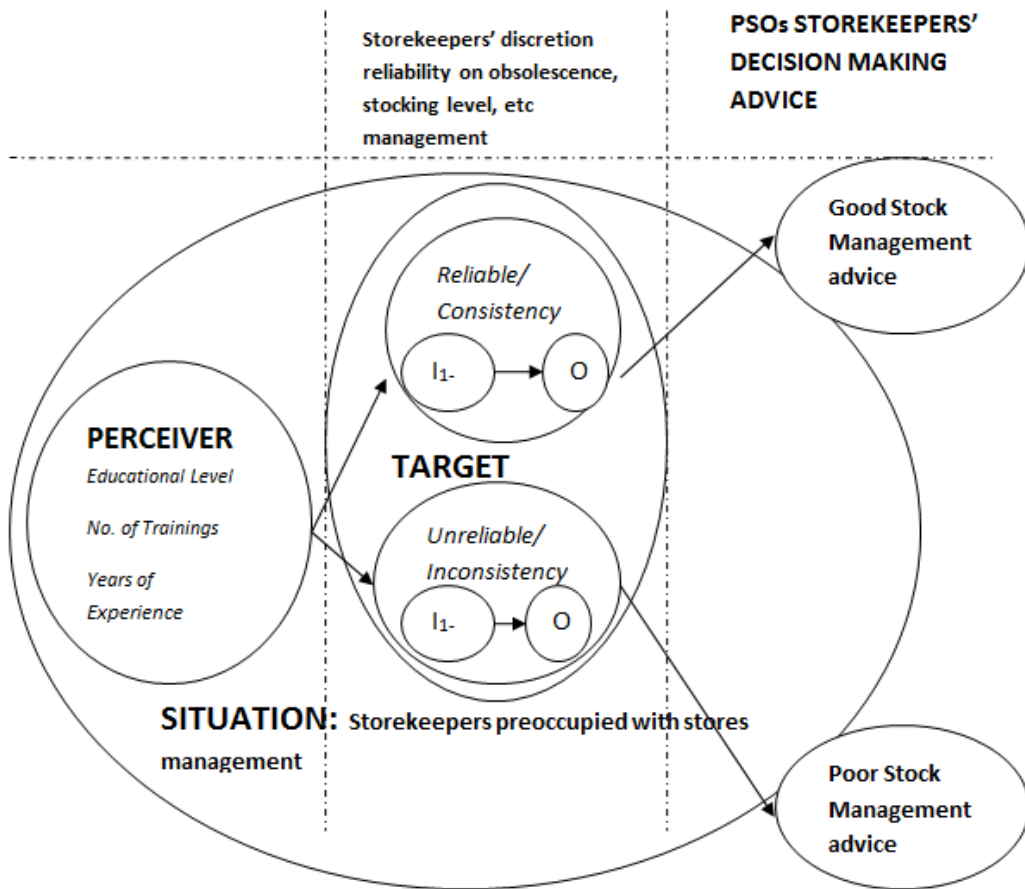 Storekeepers’ discretion
reliability on obsolescence,
stocking level, etc
management
PSOs STOREKEEPERS’
DECISION MAKING
ADVICE
Good Stock
Management
advice
Reliable/
Consistency
I1-
O
PERCEIVER
Educational Level
No. of Trainings
Years of
Experience
TARGET
Unreliable/
Inconsistency
I1-
O
SITUATION: Storekeepers preoccupied with stores
management
Poor Stock
Management
advice